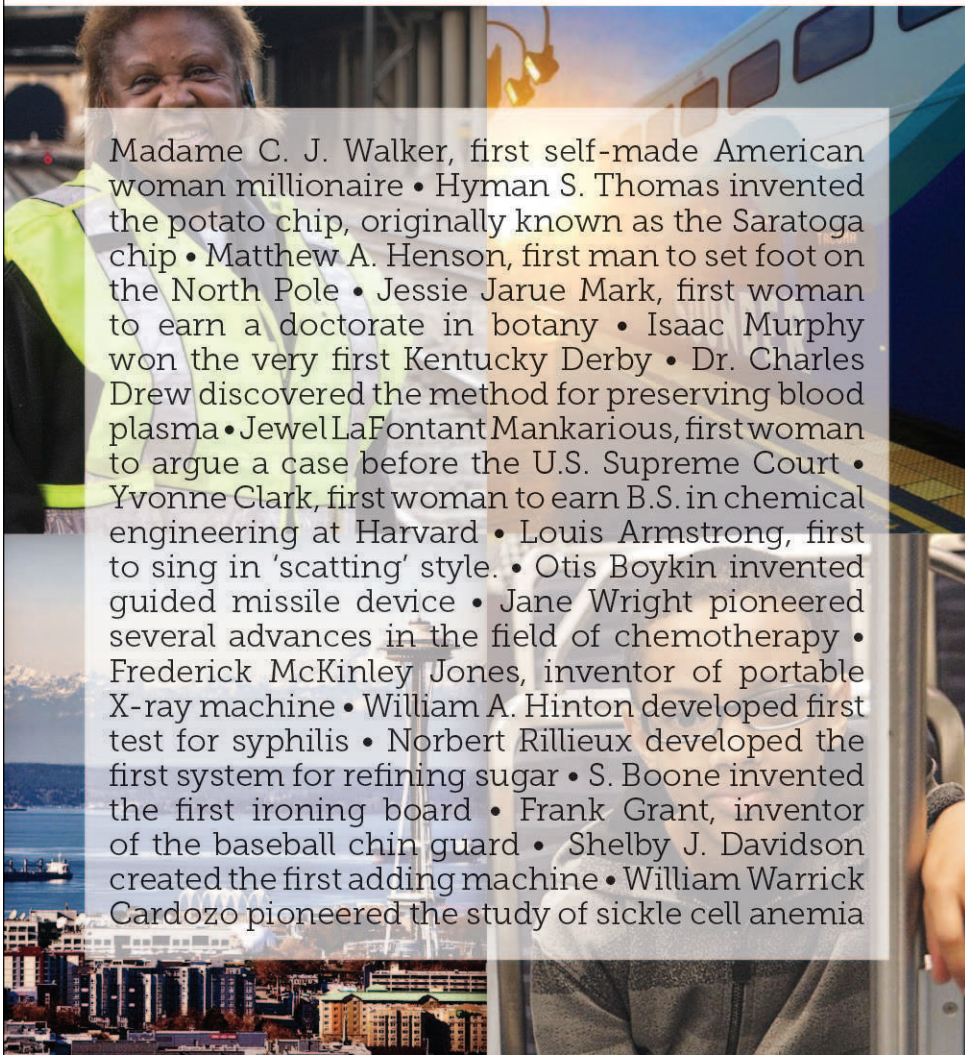 Madame C. J. Walker, first self-made American
woman millionaire • Hyman S. Thomas invented
the potato chip, originally known as the Saratoga
chip • Matthew A. Henson, first man to set foot on
the North Pole • Jessie Jarue Mark, first woman
to earn a doctorate in botany • Isaac Murphy
won the very first Kentucky Derby • Dr. Charles
Drew discovered the method for preserving blood
plasma • Jewel LaFontant Mankarious, first woman
to argue a case before the U.S. Supreme Court •
Yvonne Clark, first woman to earn B.S. in chemical
engineering at Harvard • Louis Armstrong, first
to sing in ‘scatting’ style. • Otis Boykin invented
guided missile device • Jane Wright pioneered
several advances in the field of chemotherapy •
Frederick McKinley Jones, inventor of portable
X-ray machine • William A. Hinton developed first
test for syphilis • Norbert Rillieux developed the
first system for refining sugar • S. Boone invented
the first ironing board • Frank Grant, inventor
of the baseball chin guard • Shelby J. Davidson
created the first adding machine • William Warrick
Cardozo pioneered the study of sickle cell anemia